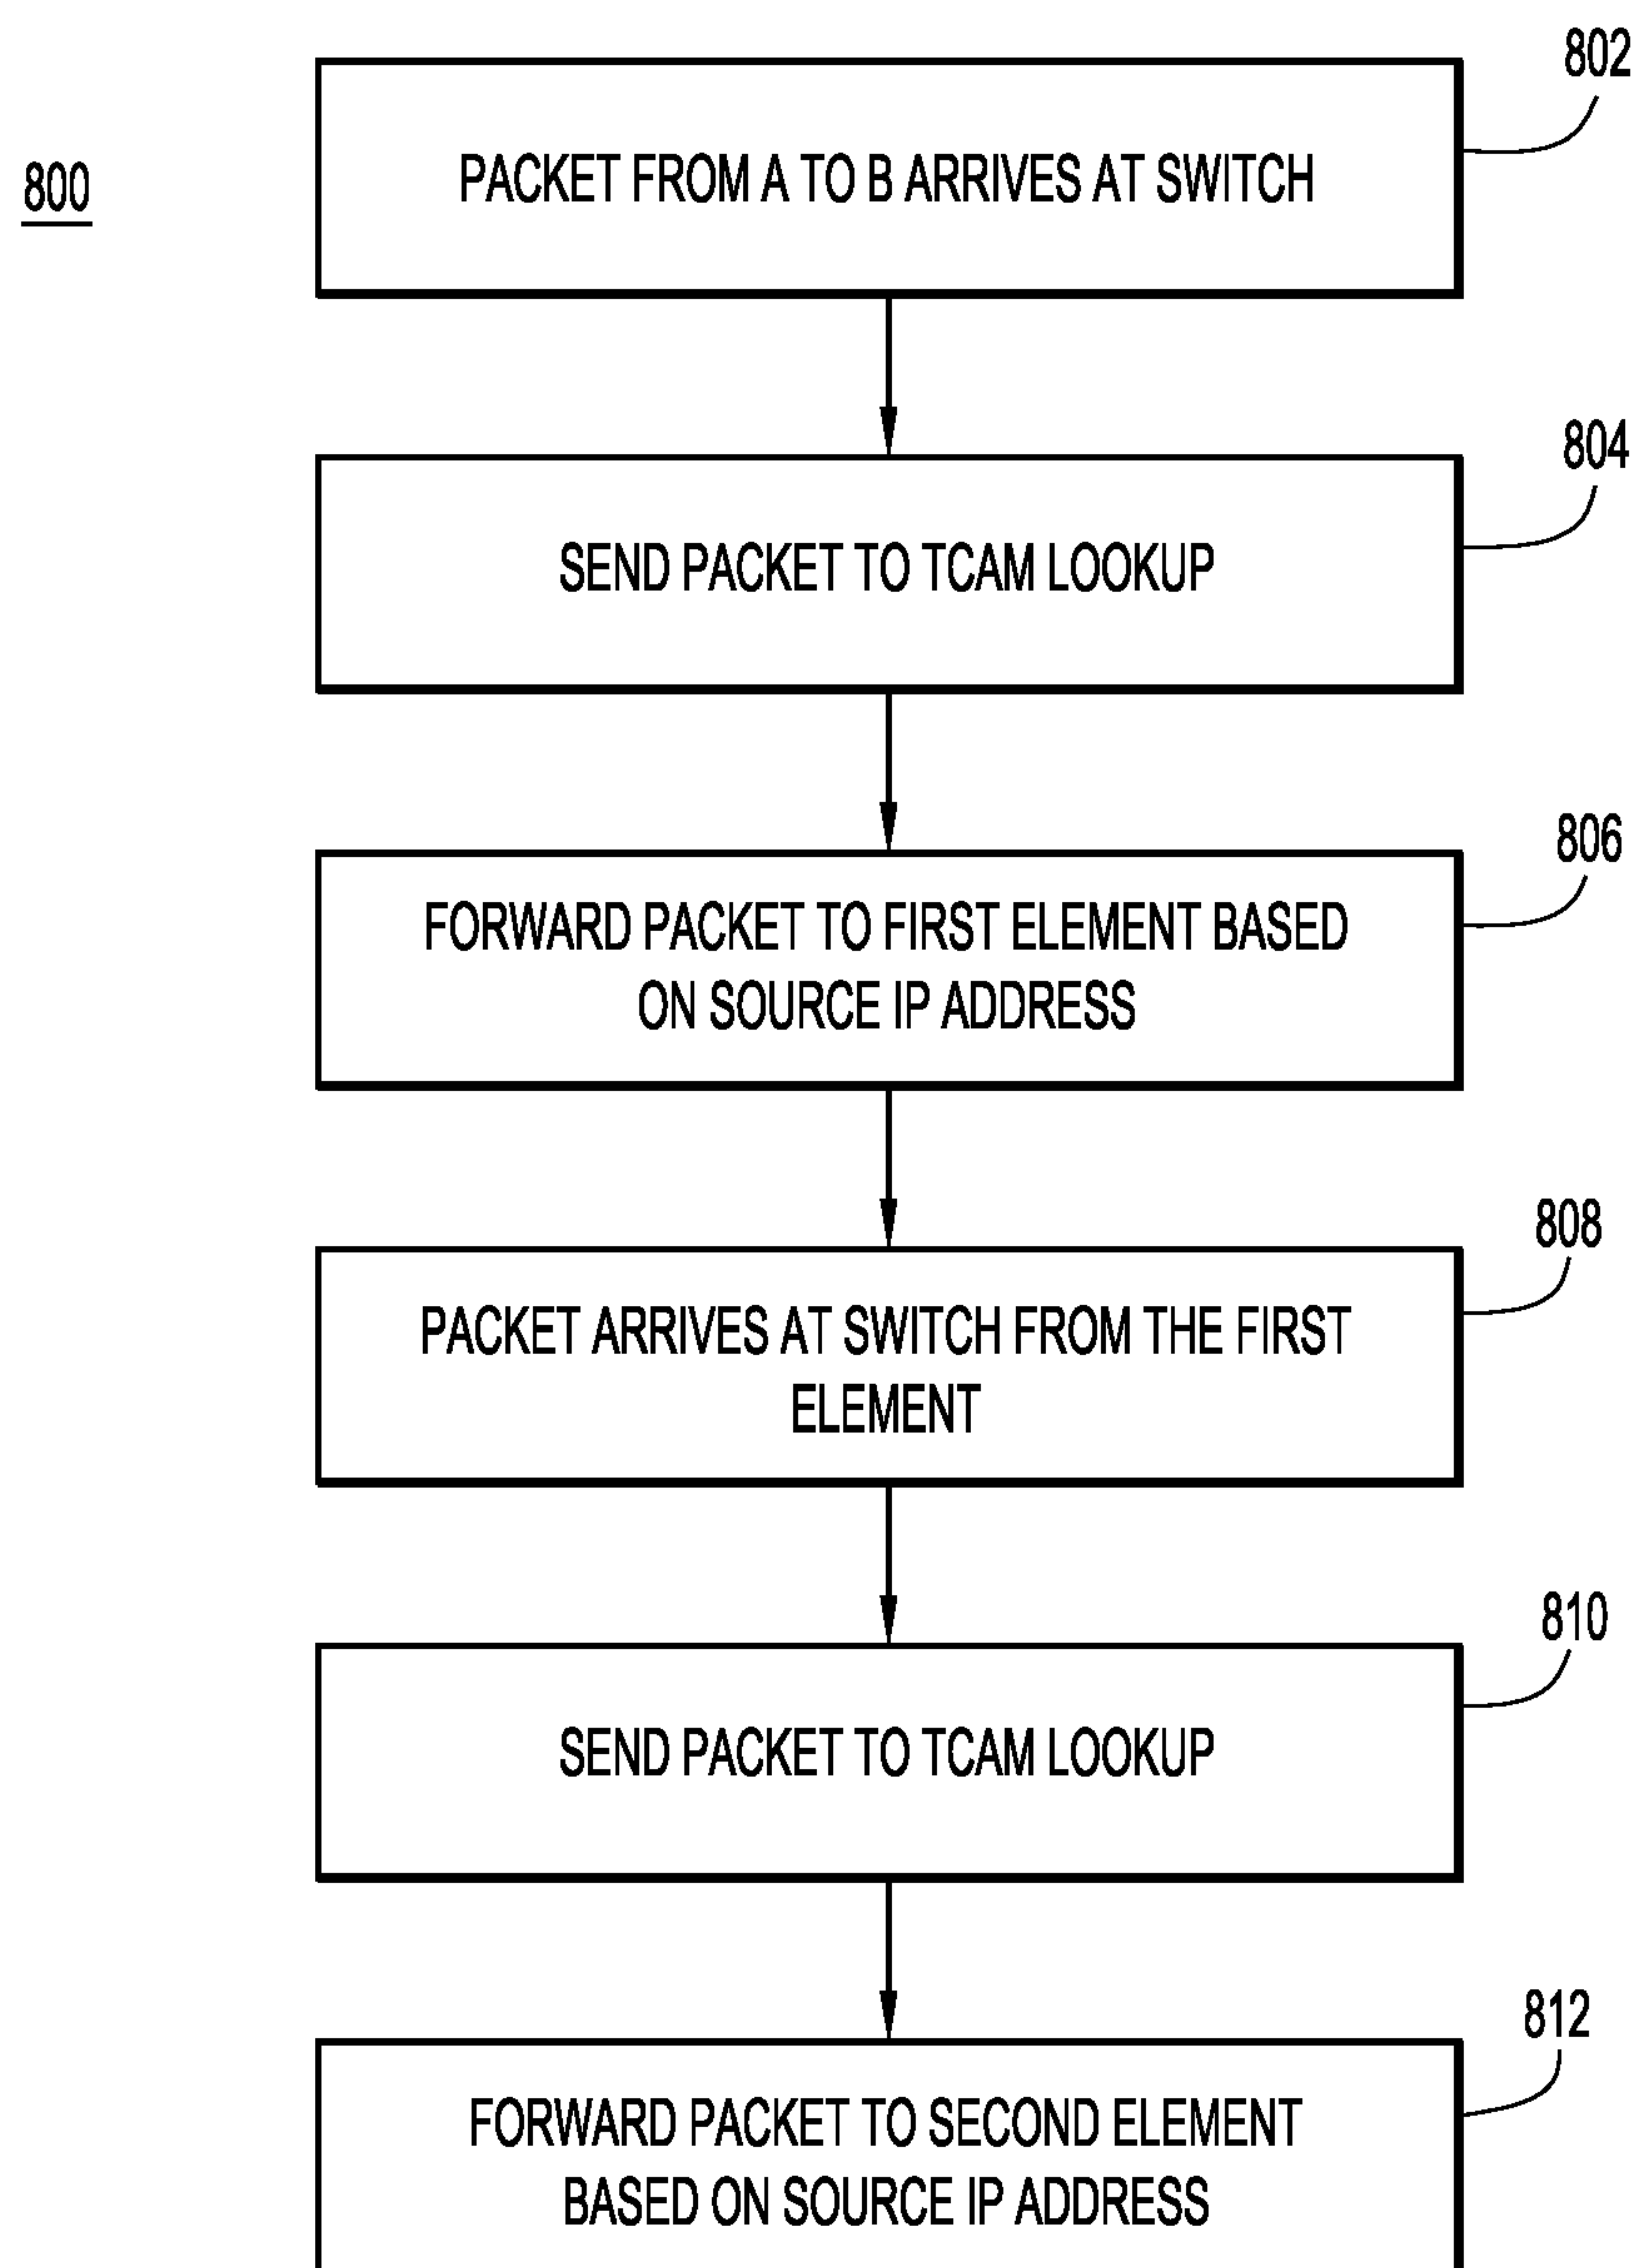 800
802
PACKET FROM A TO B ARRIVES AT SWITCH
804
SEND PACKET TO TCAM LOOKUP
806
FORWARD PACKET TO FIRST ELEMENT BASED
ON SOURCE IP ADDRESS
808
PACKET ARRIVES AT SWITCH FROM THE FIRST
ELEMENT
810
SEND PACKET TO TCAM LOOKUP
812
FORWARD PACKET TO SECOND ELEMENT
BASED ON SOURCE IP ADDRESS